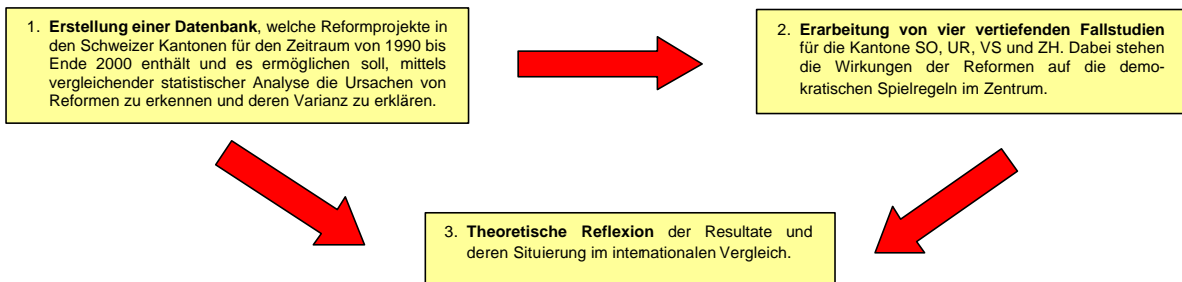 1. Erstellung einer Datenbank, welche Reformprojekte in
den Schweizer Kantonen für den Zeitraum von 1990 bis
Ende 2000 enthält und es ermöglichen soll, mittels
vergleichender statistischer Analyse die Ursachen von
Reformen zu erkennen und deren Varianz zu erklären.
2. Erarbeitung von vier vertiefenden Fallstudien
für die Kantone SO, UR, VS und ZH. Dabei stehen
die Wirkungen der Reformen auf die demo-
kratischen Spielregeln im Zentrum.
3. Theoretische Reflexion der Resultate und
deren Situierung im internationalen Vergleich.